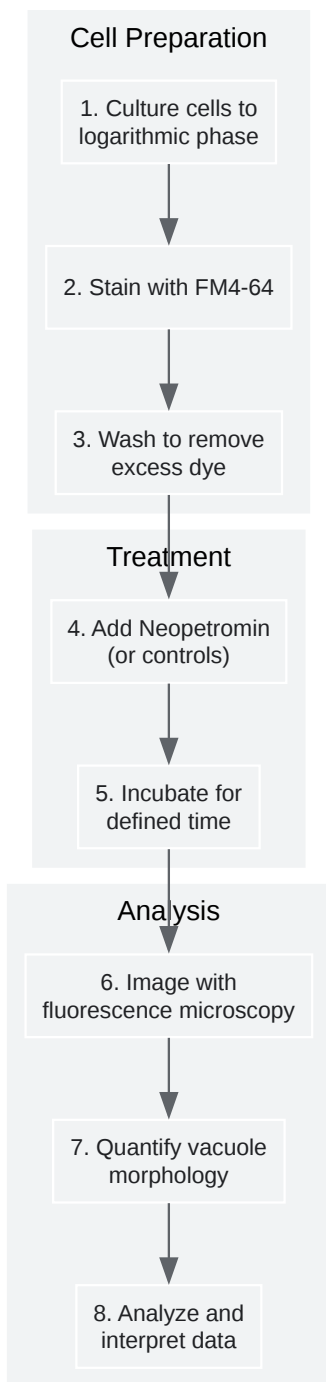 Cell Preparation
1. Culture cells to
logarithmic phase
2. Stain with FM4-64
3. Wash to remove
excess dye
Treatment
4. Add Neopetromin
(or controls)
5. Incubate for
defined time
Analysis
6. Image with
fluorescence microscopy
7. Quantify vacuole
morphology
8. Analyze and
interpret data